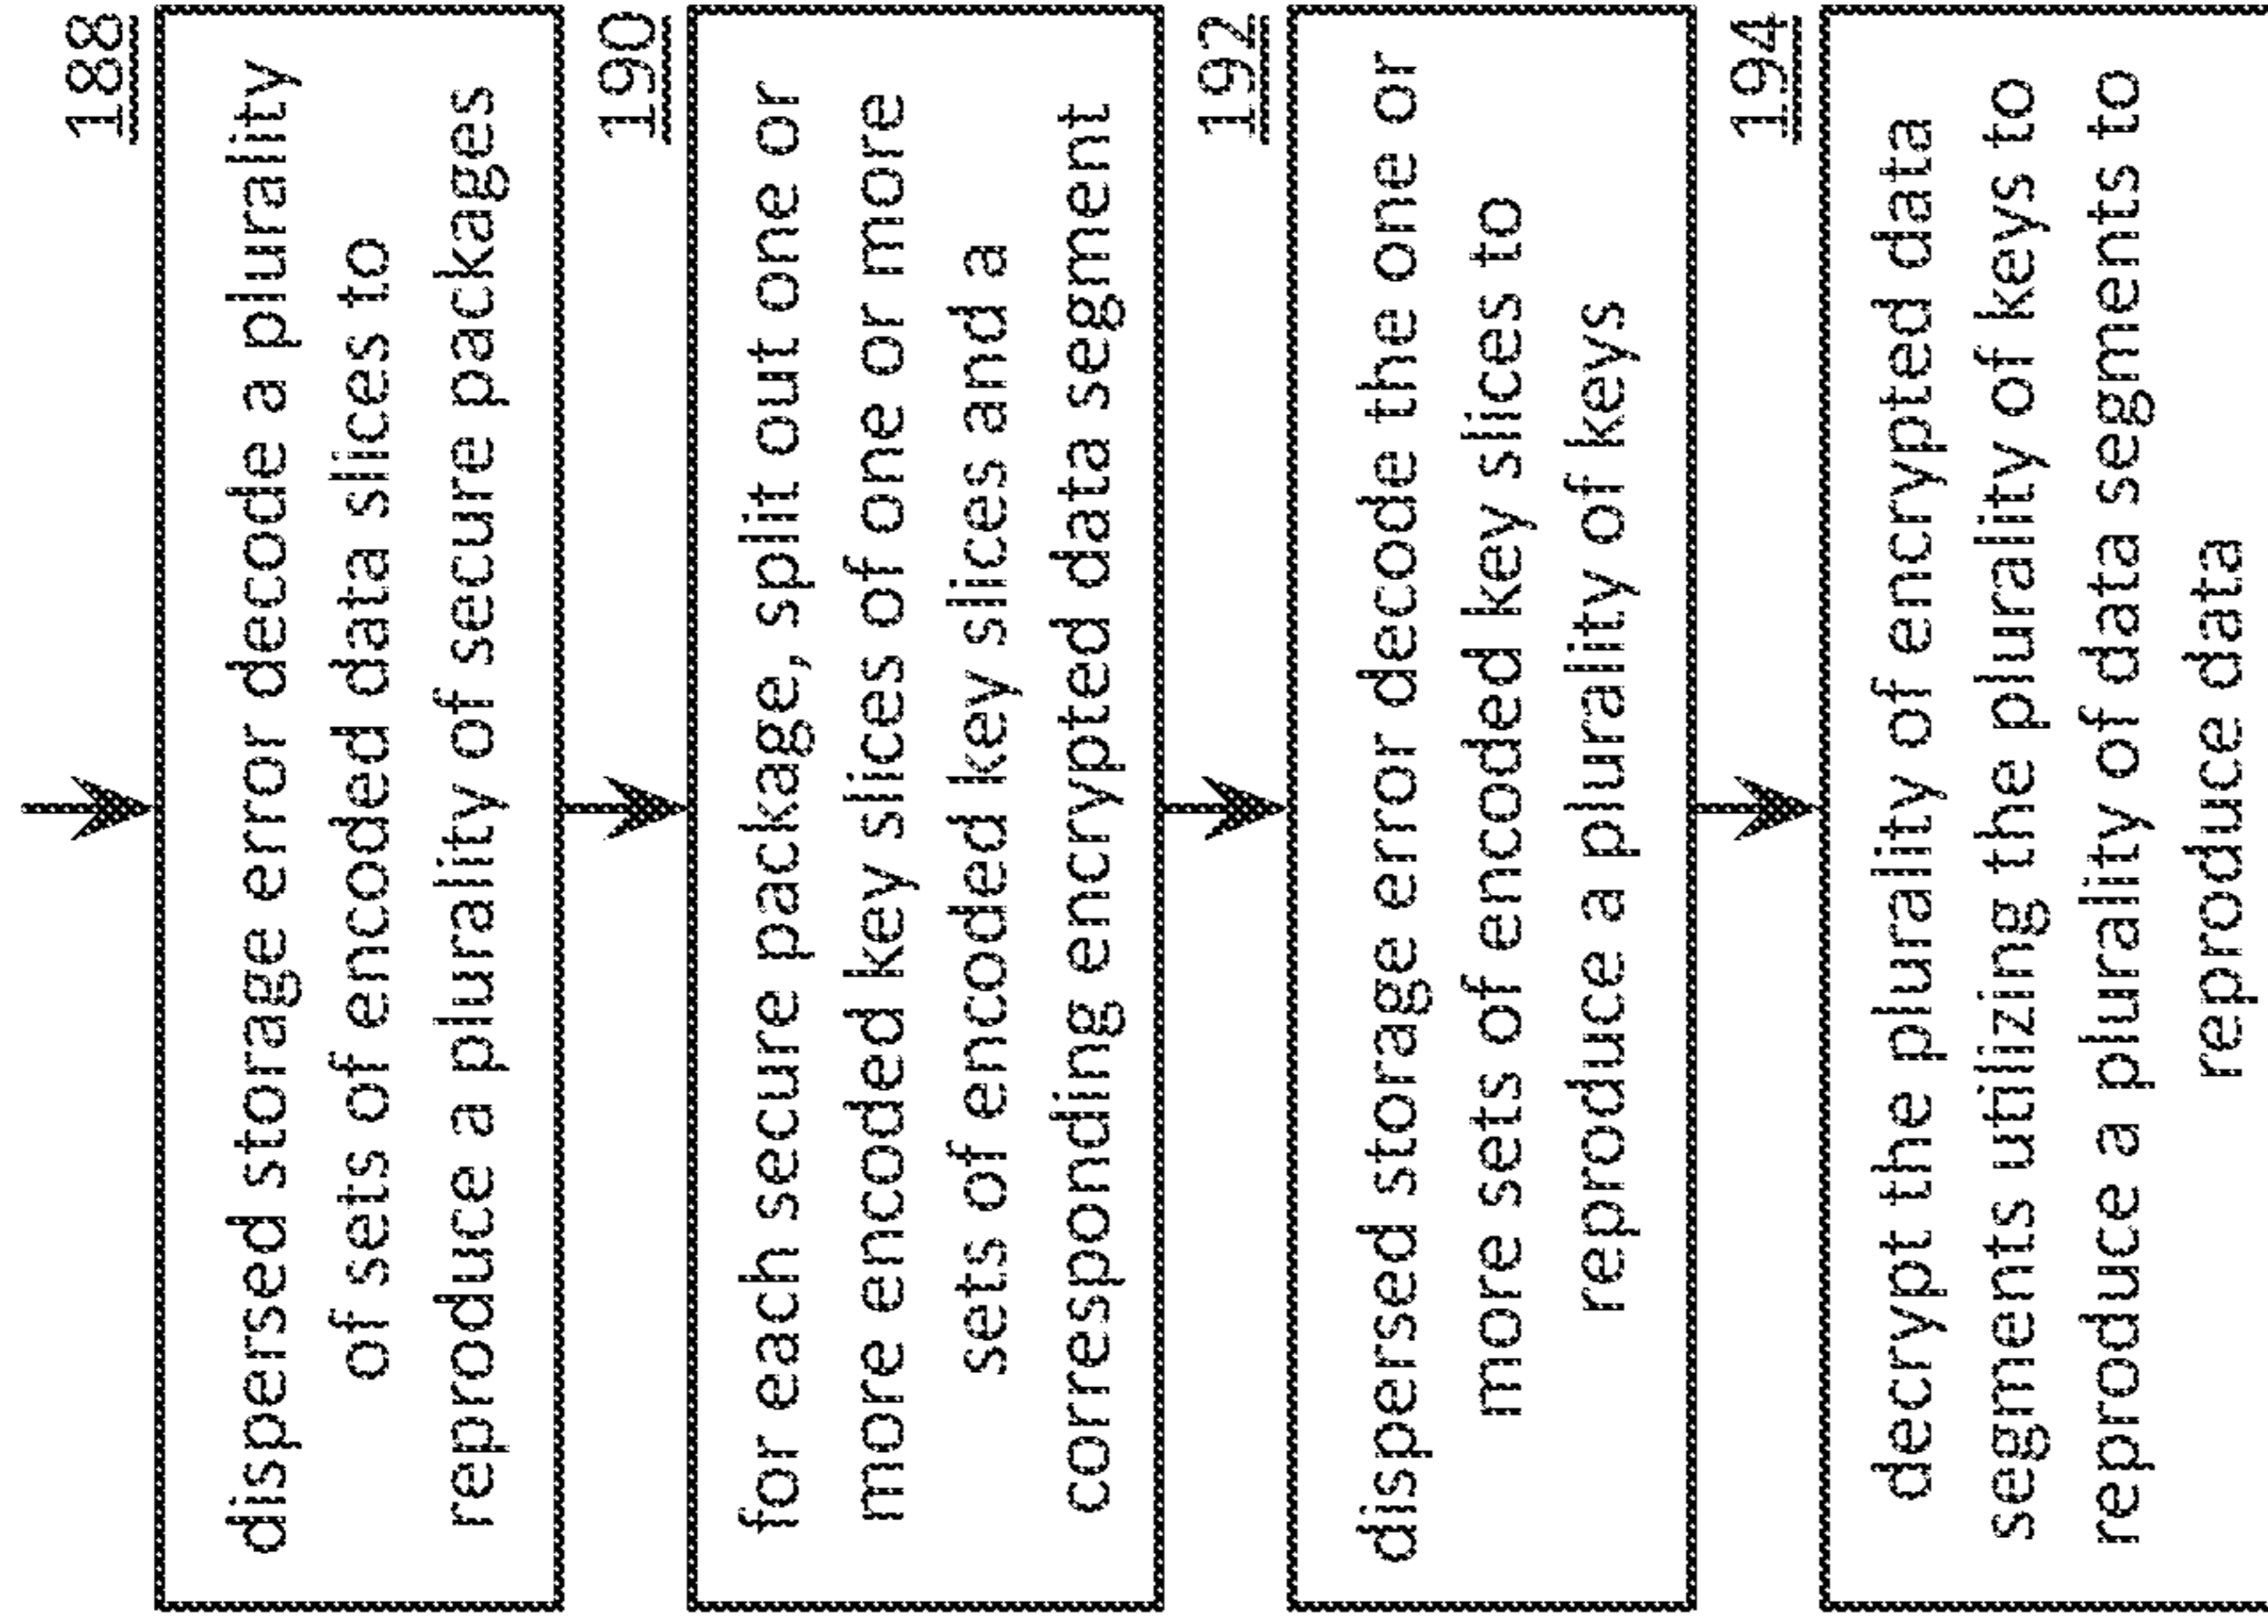 188
dispersed storage error decode a plurality
of sets of encoded data slices to
reproduce a plurality of secure packages
190
for each secure package, split out one or
more encoded key slices of one or more
sets of encoded key slices and a
corresponding encrypted data segment
192
dispersed storage error decode the one or
more sets of encoded key slices to
reproduce a plurality of keys
194
decrypt the plurality of encrypted data
segments utilizing the plurality of keys to
reproduce a plurality of data segments to
reproduce data